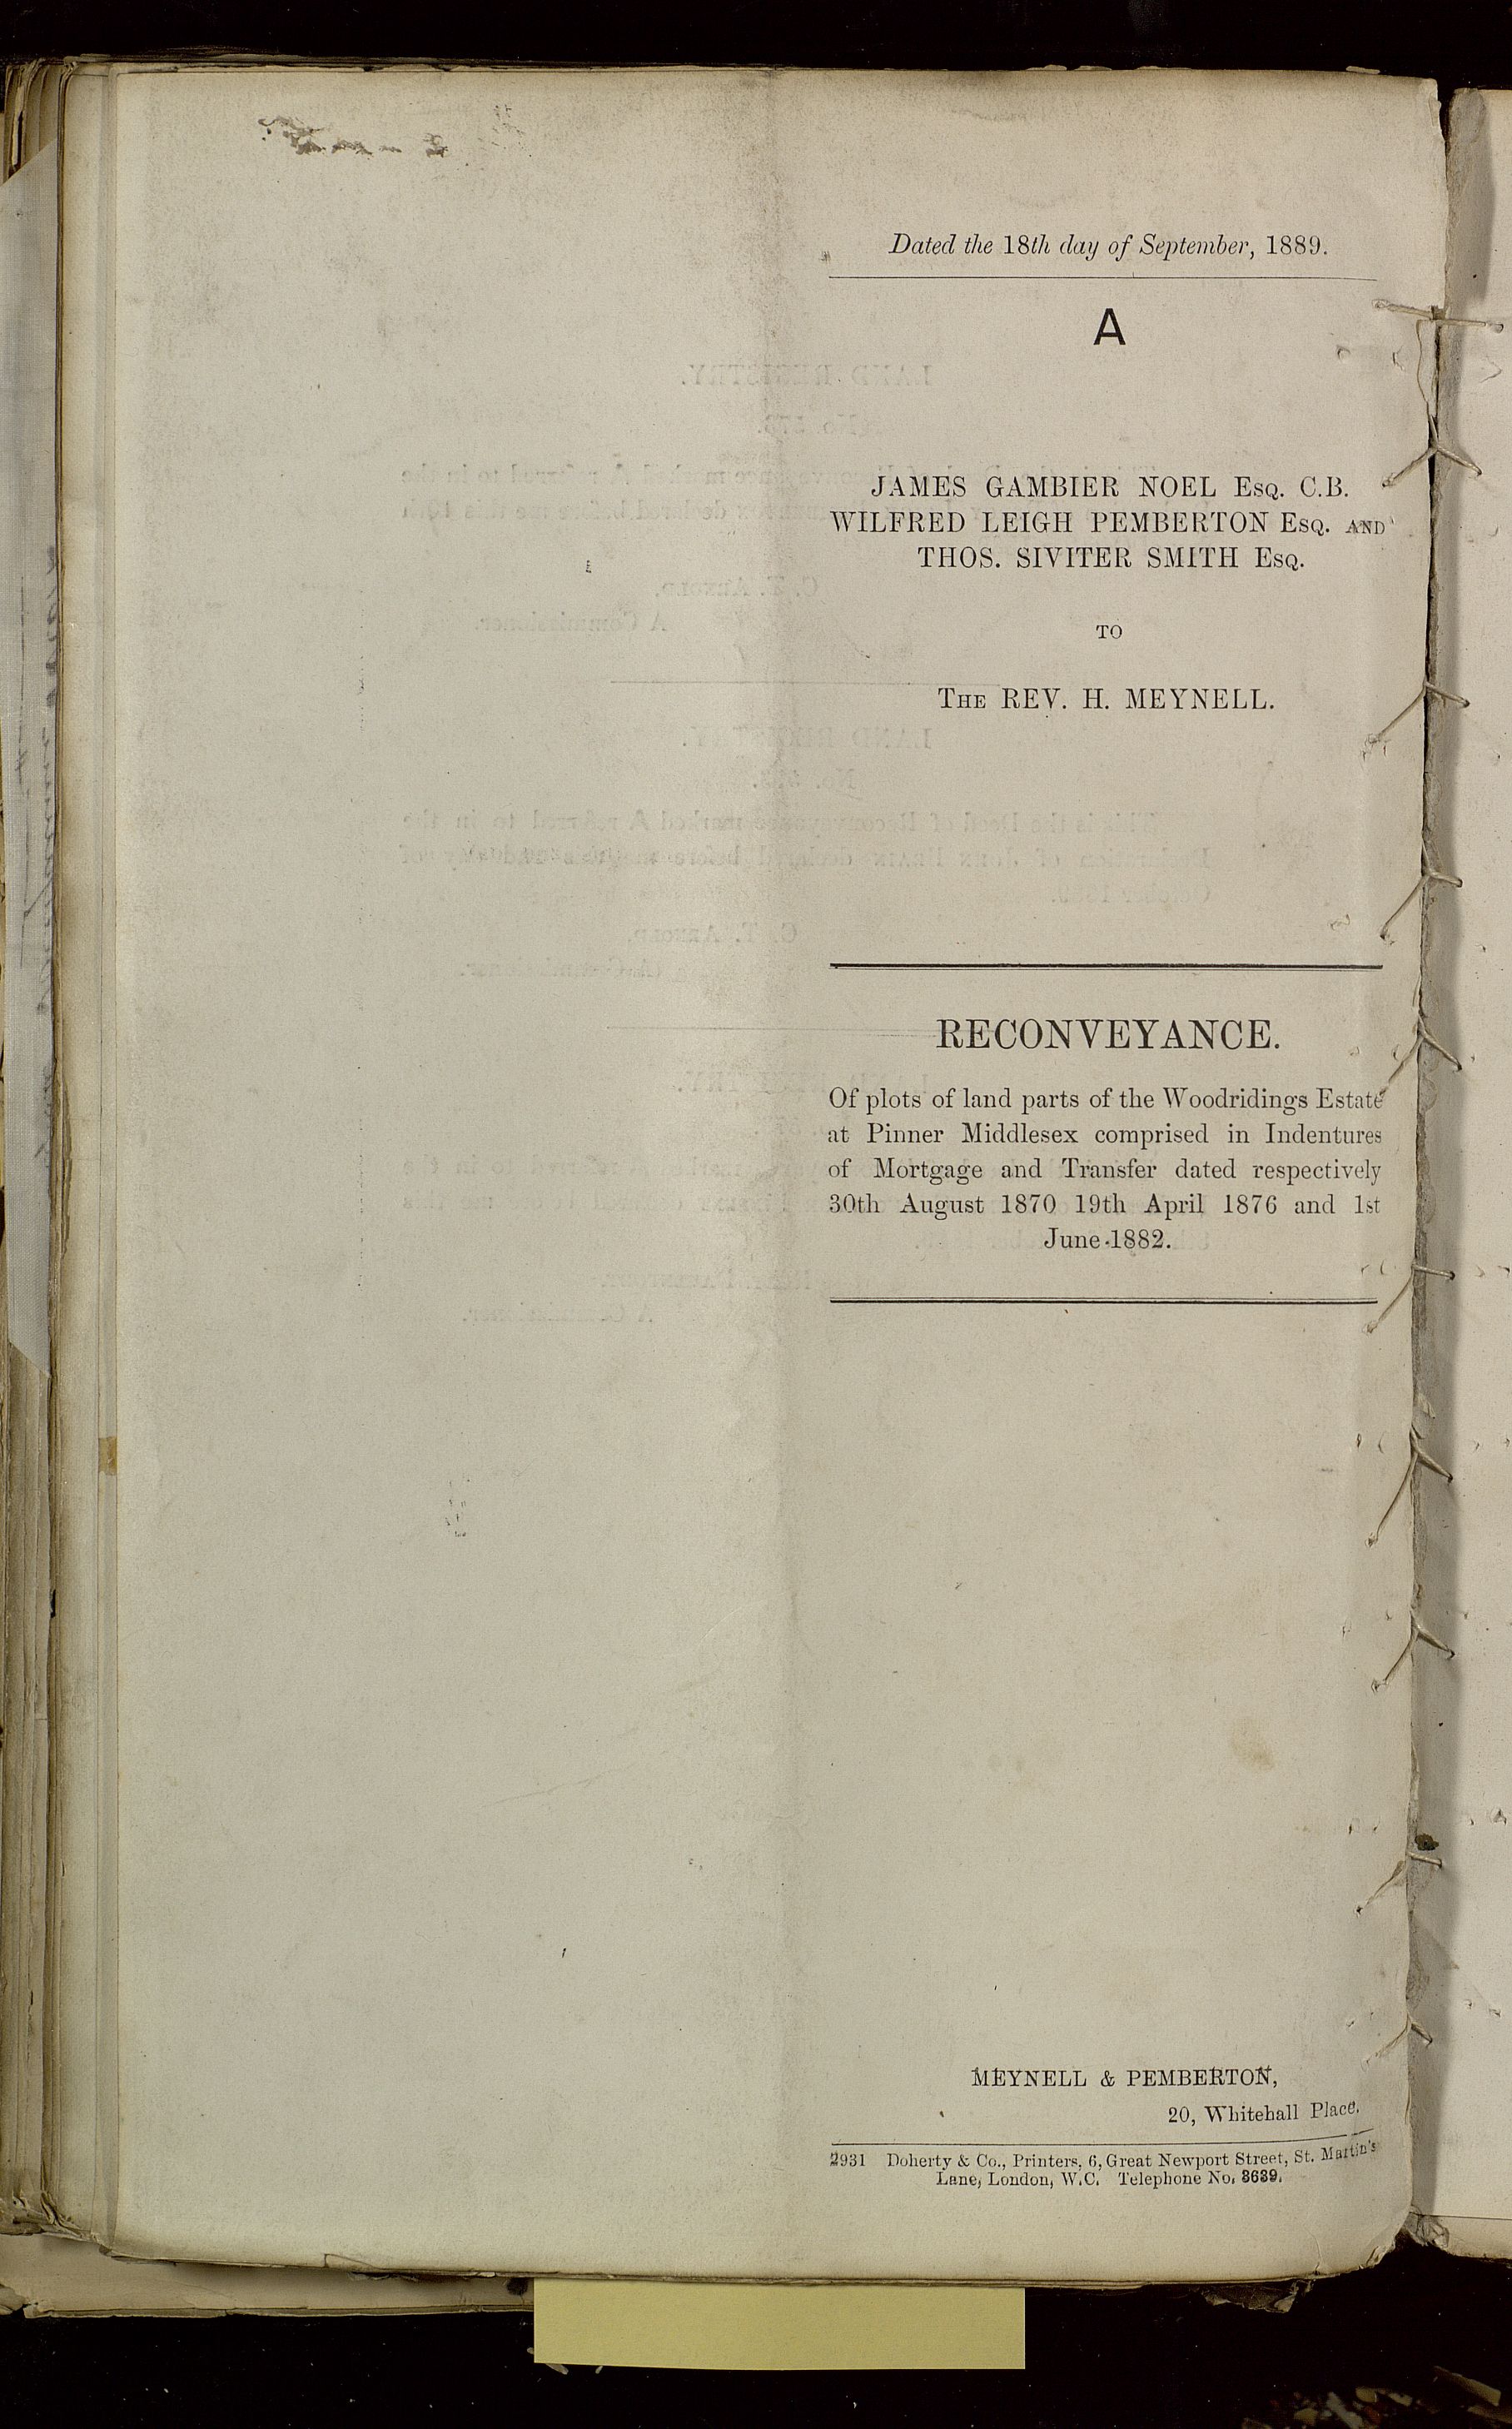 Dated the 18th day of September, 1889.
A
JAMES GAMBIER NOEL Esq. C.B.
WILFRED LEIGH PEMBERTON Esq. AND
THOS. SIVITER SMITH Esq.
TO
The REV. H. MEYNELL.
RECONVEYANCE.
Of plots of land parts of the Woodridings Estate
at Pinner Middlesex comprised in Indentures
of Mortgage and Transfer dated respectively
30th August 1870 19th April 1876 and 1st
June 1882.
MEYNELL & PEMBERTON,
20, Whitehall Place.
2931 Doherty & Co., Printers, 6, Great Newport Street, St. Martin's
Lane, London, W.C. Telephone No. 3639.